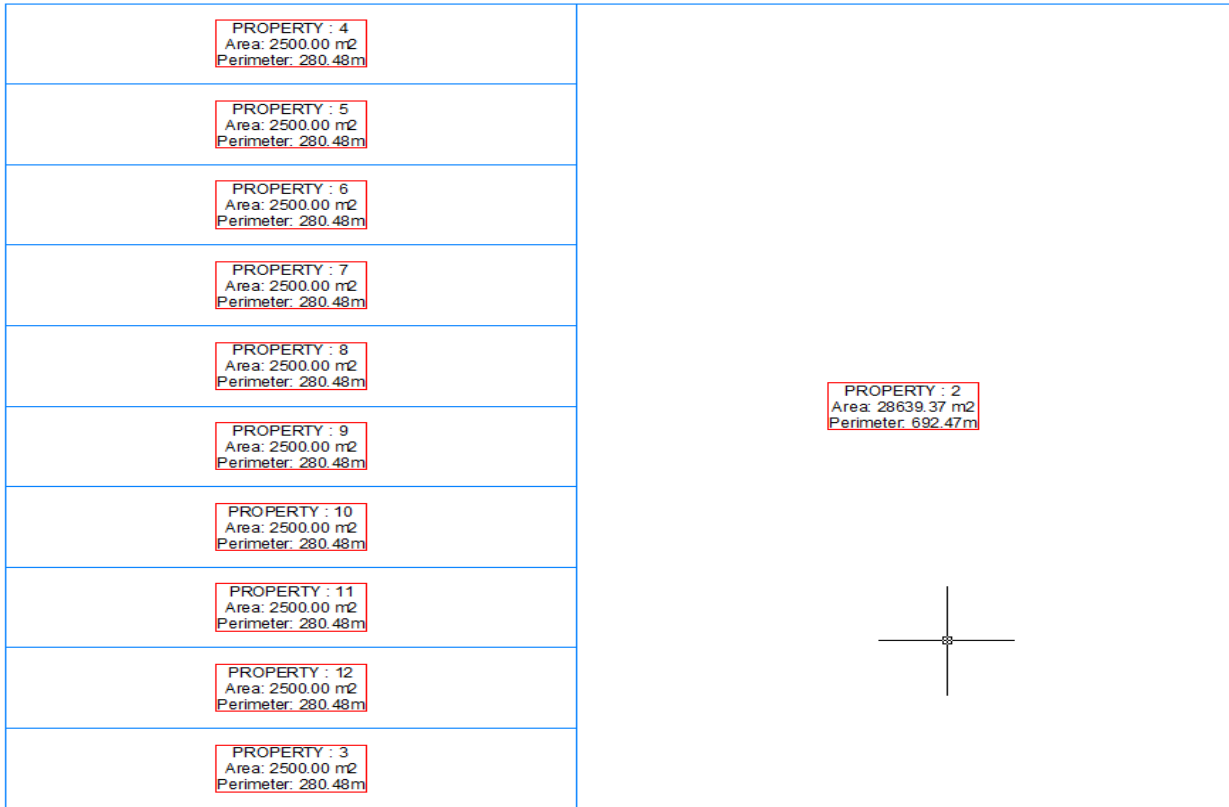 PROPERTY : 4
Area: 2500.00 m2
Perimeter: 280.48m
PROPERTY : 5
Area: 2500.00 m2
Perimeter: 280.48m
PROPERTY : 6
Area: 2500.00 m2
Perimeter: 280.48m
PROPERTY : 7
Area: 2500.00 m2
Perimeter: 280.48m
PROPERTY : 8
Area: 2500.00 m2
Perimeter: 280.48m
PROPERTY : 9
Area: 2500.00 m2
Perimeter: 280.48m
PROPERTY : 10
Area: 2500.00 m2
Perimeter: 280.48m
PROPERTY : 11
Area: 2500.00 m2
Perimeter: 280.48m
PROPERTY : 12
Area: 2500.00 m2
Perimeter: 280.48m
PROPERTY : 3
Area: 2500.00 m2
Perimeter: 280.48m
PROPERTY : 2
Area: 28639.37 m2
Perimeter: 692.47m